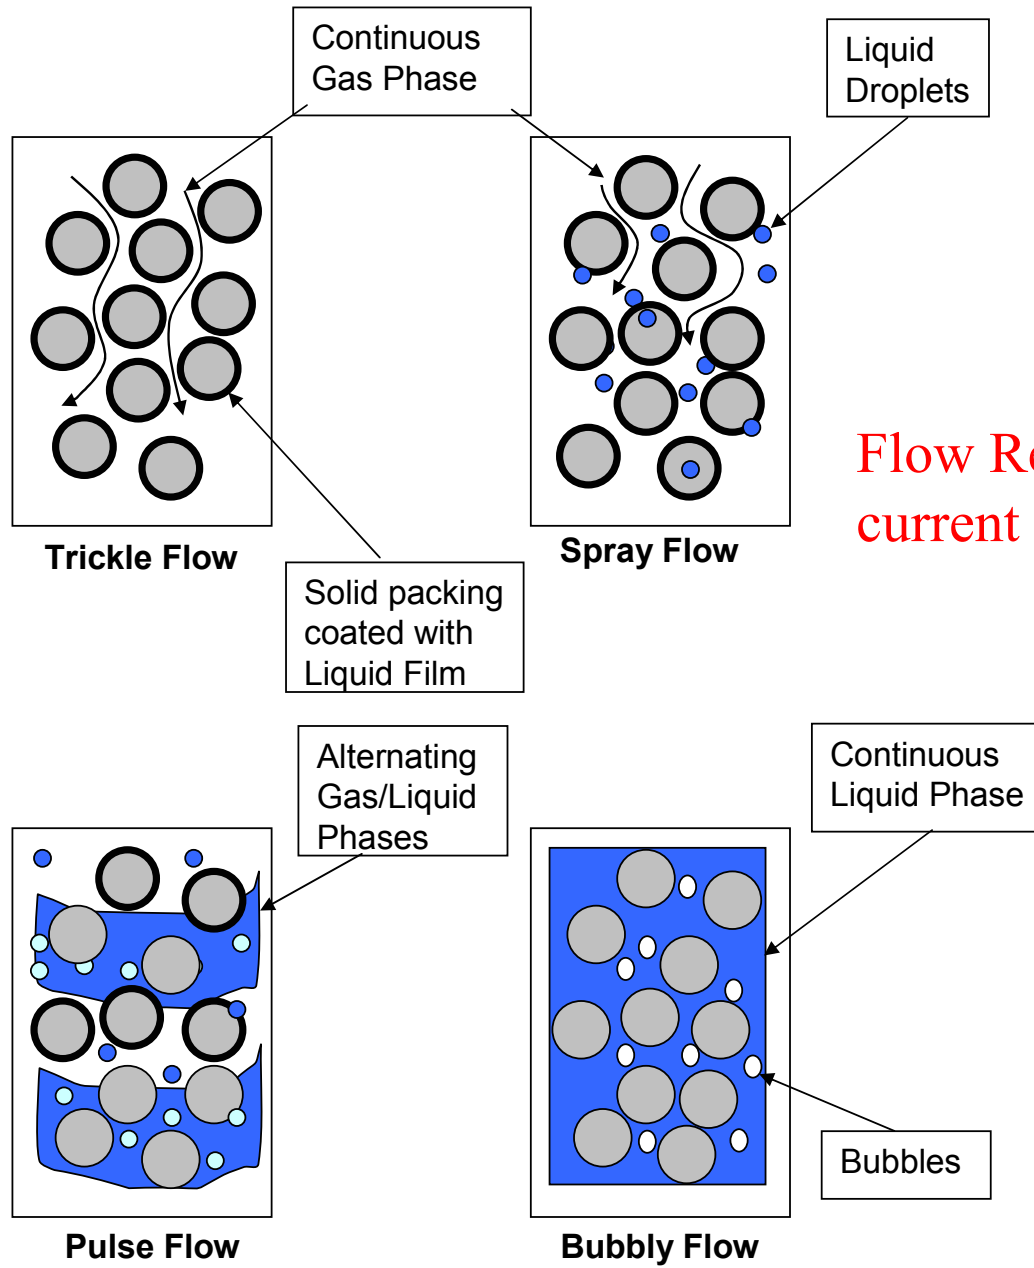 Continuous
Gas Phase
Liquid
Droplets
Trickle Flow
Spray Flow
Flow
current
Solid packing
coated with
Liquid Film
Alternating
Gas/Liquid
Phases
Continuous
Liquid Phase
Bubbles
Pulse Flow
Bubbly Flow